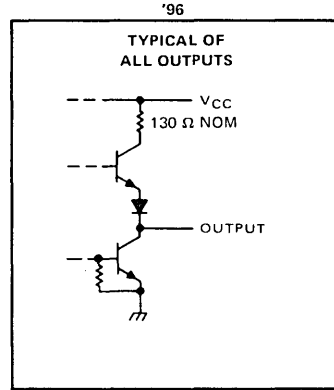 '96
TYPICAL OF
ALL OUTPUTS
VCC
130 Ω NOM
OUTPUT